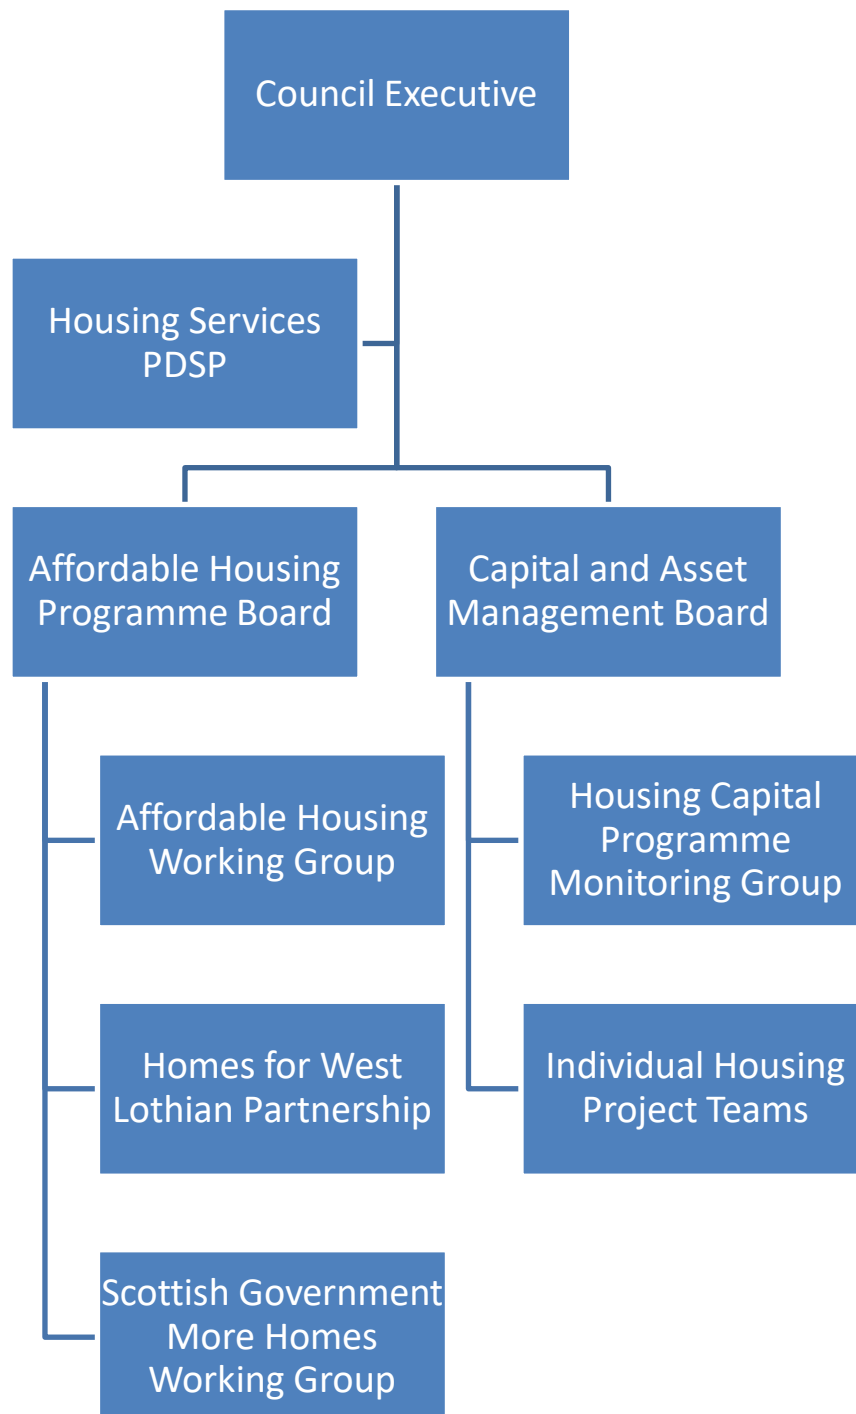 Council Executive
Housing Services
PDSP
Affordable Housing
Programme Board
Capital and Asset
Management Board
Affordable Housing
Working Group
Homes for West
Lothian Partnership
Scottish Government
More Homes
Working Group
Housing Capital
Programme
Monitoring Group
Individual Housing
Project Teams